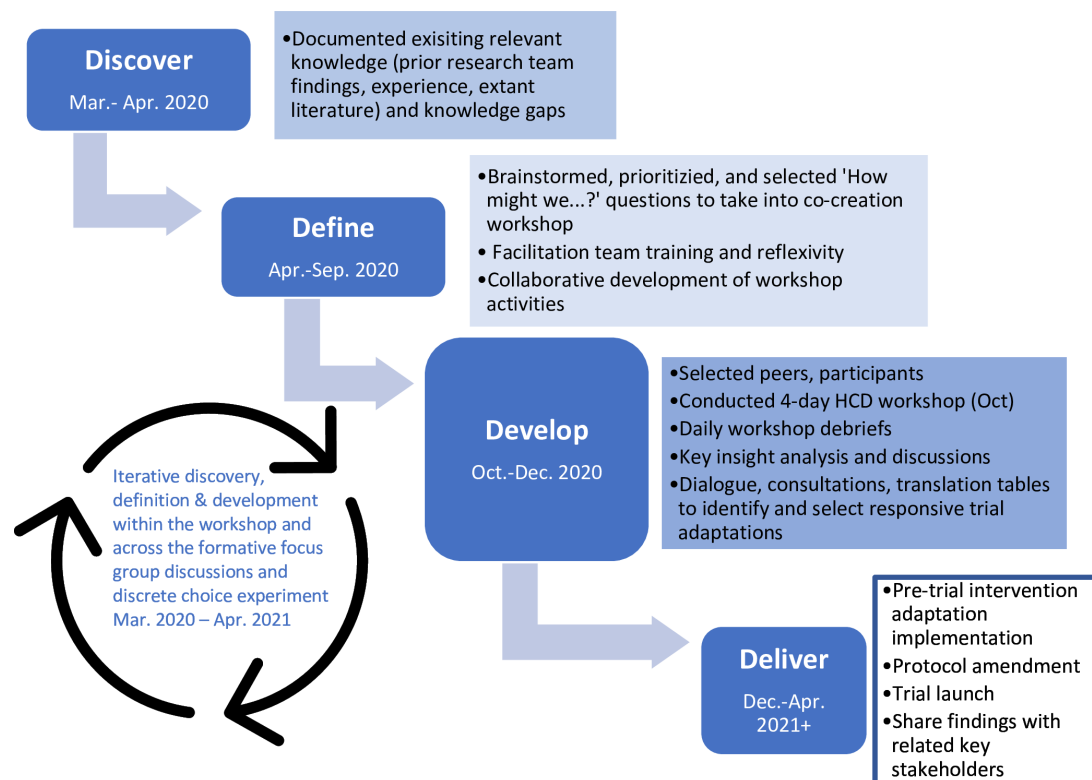 Discover
Mar.- Apr. 2020
•Documented exisiting relevant
knowledge (prior research team
findings, experience, extant
literature) and knowledge gaps
Define
Apr.-Sep. 2020
•Brainstormed, prioritizied, and selected 'How
might we...?' questions to take into co-creation
workshop
• Facilitation team training and reflexivity
•Collaborative development of workshop
activities
Develop
Oct.-Dec. 2020
•Selected peers, participants
•Conducted 4-day HCD workshop (Oct)
•Daily workshop debriefs
•Key insight analysis and discussions
•Dialogue, consultations, translation tables
to identify and select responsive trial
adaptations
Iterative discovery,
definition & development
within the workshop and
across the formative focus
group discussions and
discrete choice experiment
Mar. 2020 – Apr. 2021
Deliver
Dec.-Apr.
2021+
•Pre-trial intervention
adaptation
implementation
•Protocol amendment
•Trial launch
•Share findings with
related key
stakeholders